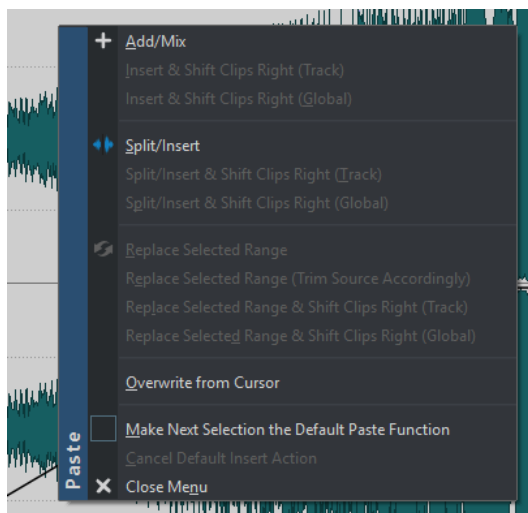 Add/Mix
Insert & Shift Clips Right (Track)
Insert & Shift Clips Right (Global)
Split/Insert
Split/Insert & Shift Clips Right (Track)
Split/Insert & Shift Clips Right (Global)
Replace Selected Range
Replace Selected Range (Trim Source Accordingly)
Replace Selected Range & Shift Clips Right (Track)
Replace Selected Range & Shift Clips Right (Global)
Overwrite from Cursor
Make Next Selection the Default Paste Function
Cancel Default Insert Action
Close Menu
Paste